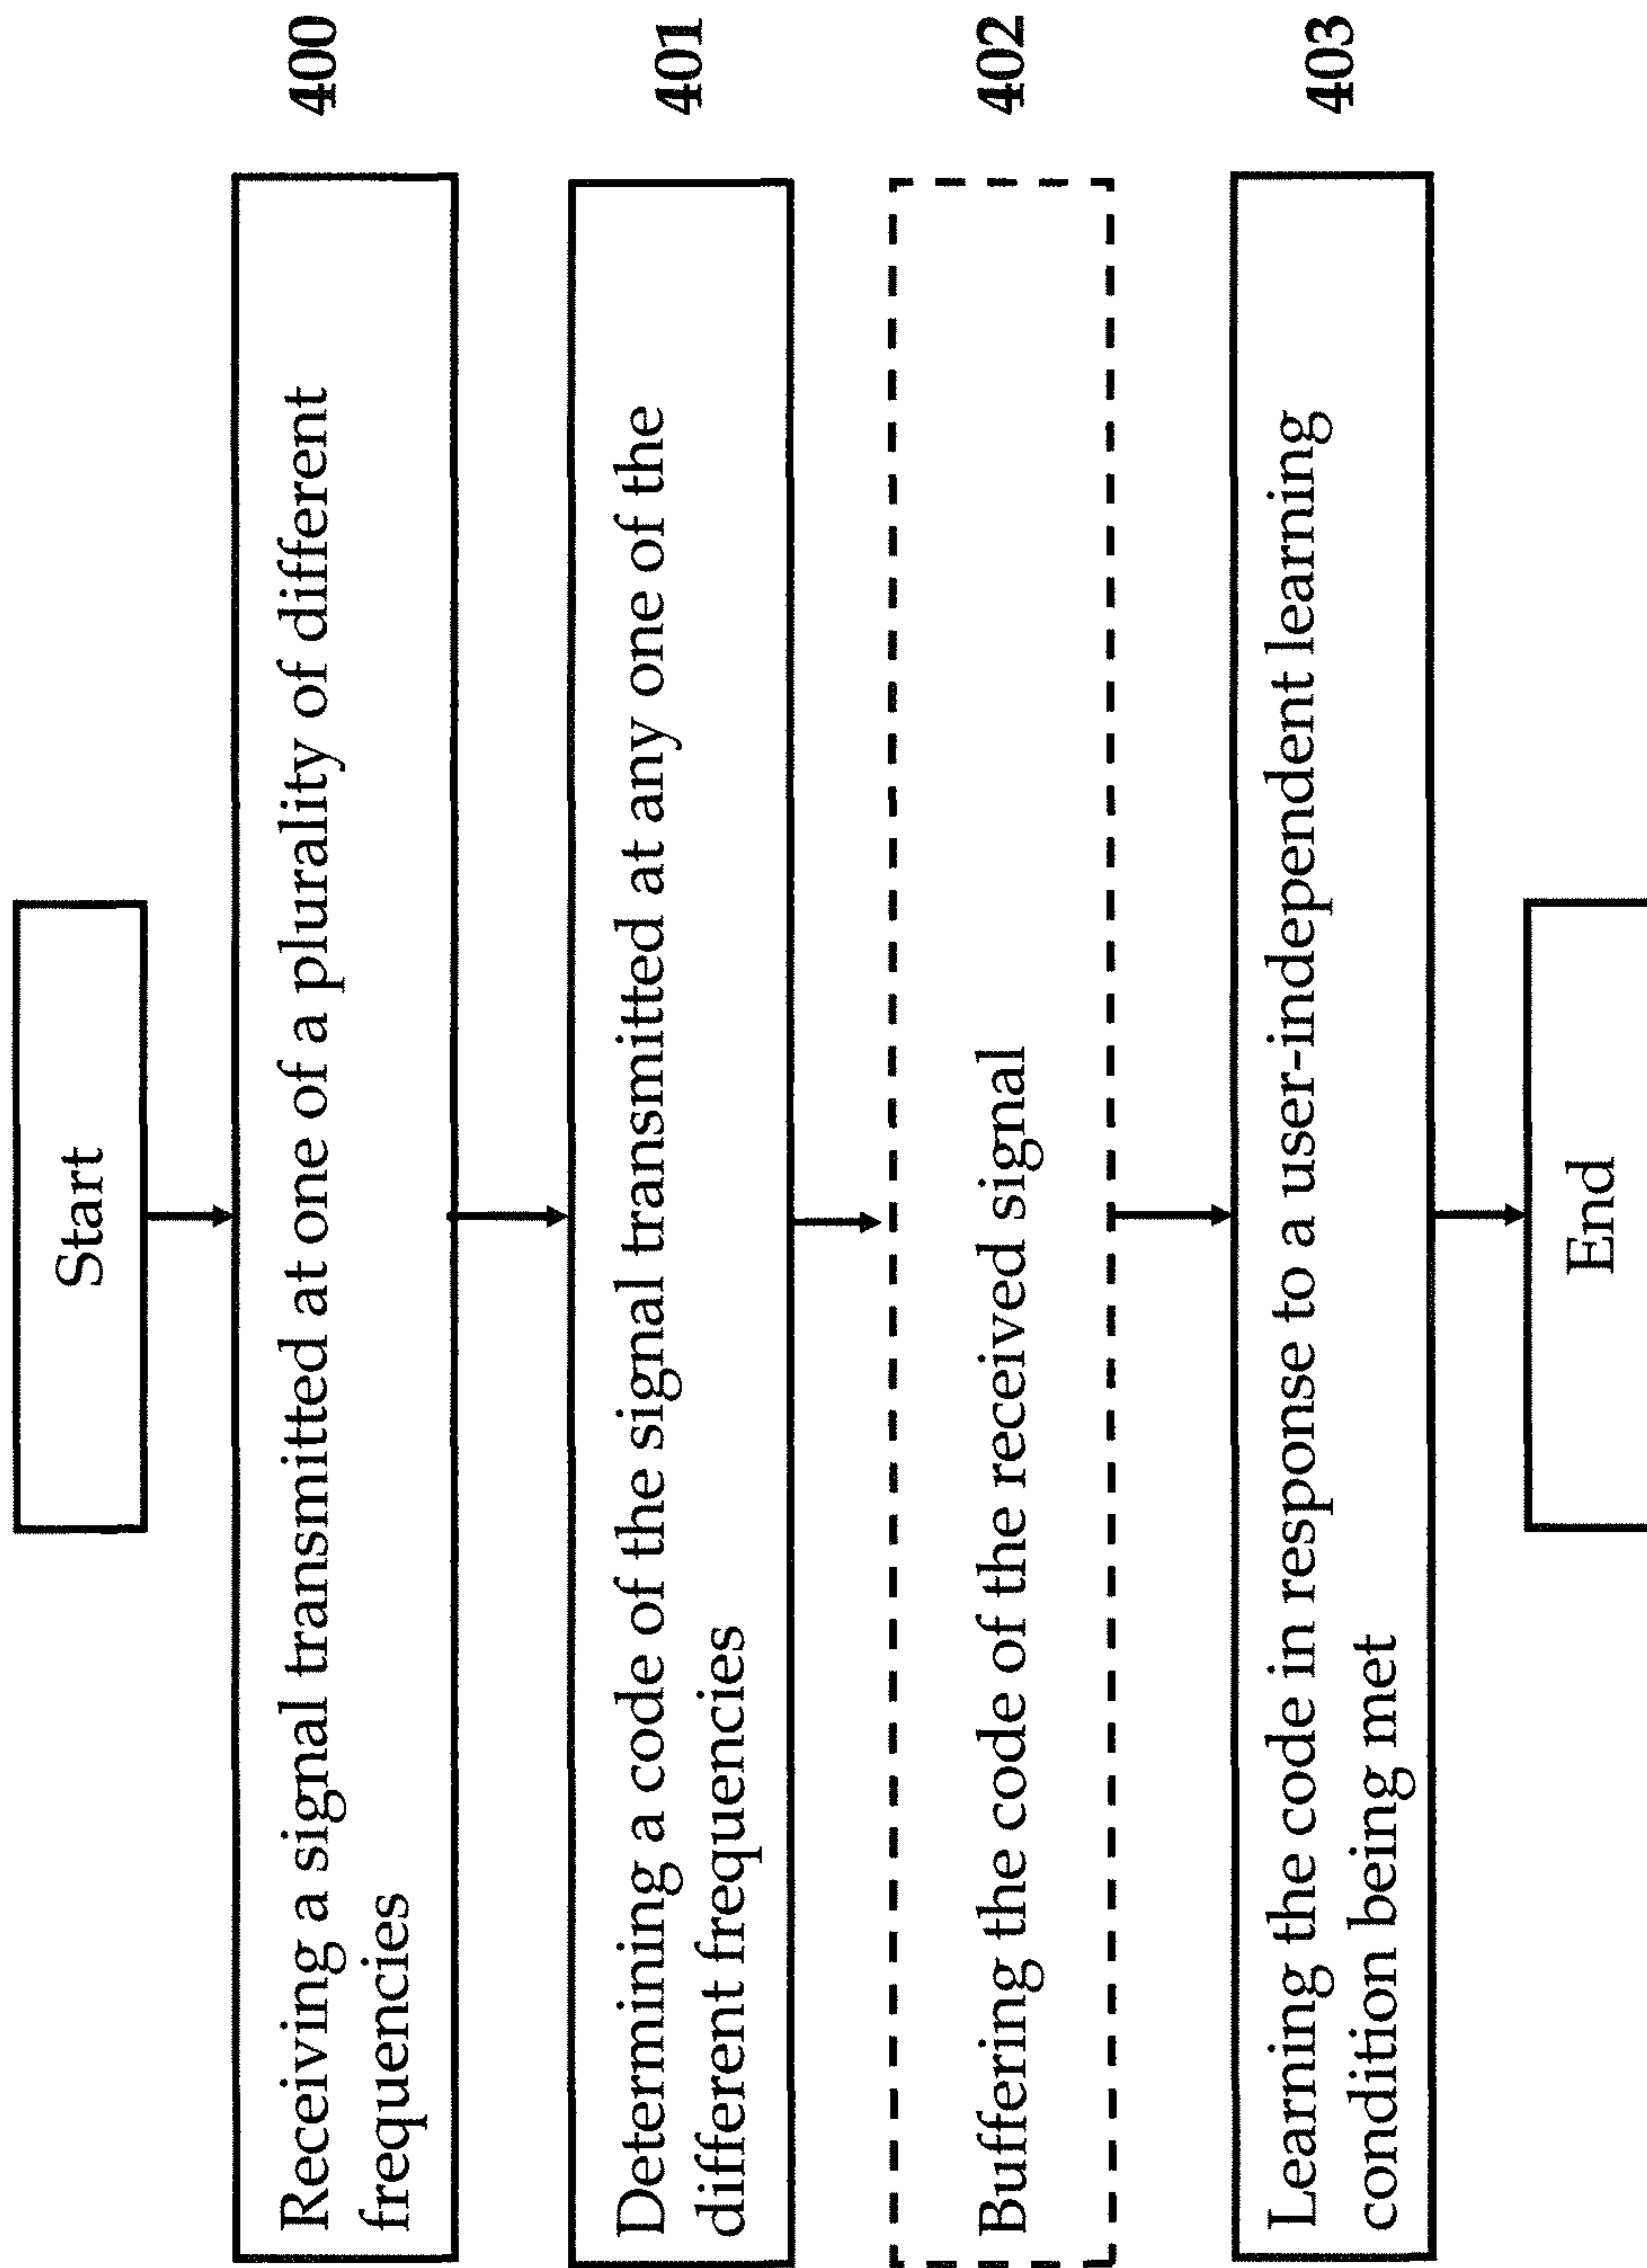 Start
Receiving a signal transmitted at one of a plurality of different
frequencies
400
Determining a code of the signal transmitted at any one of the
different frequencies
401
Buffering the code of the received signal
402
Learning the code in response to a user-independent learning
condition being met
403
End